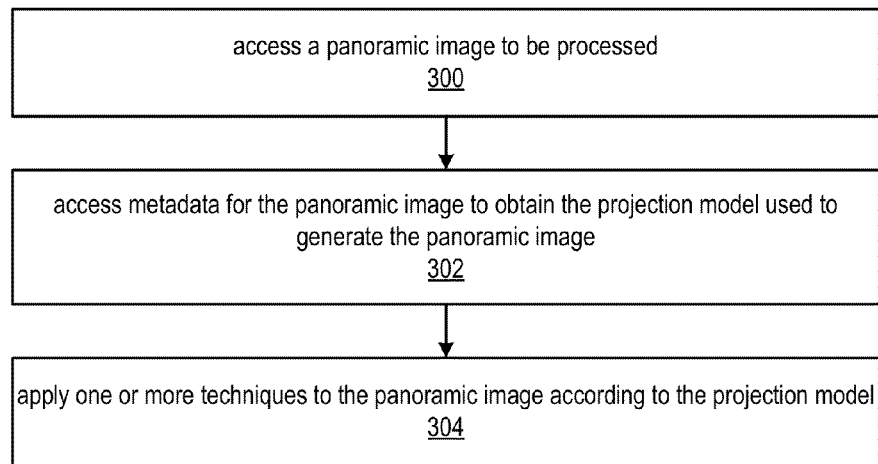 access a panoramic image to be processed
300
access metadata for the panoramic image to obtain the projection model used to
generate the panoramic image
302
apply one or more techniques to the panoramic image according to the projection model
304